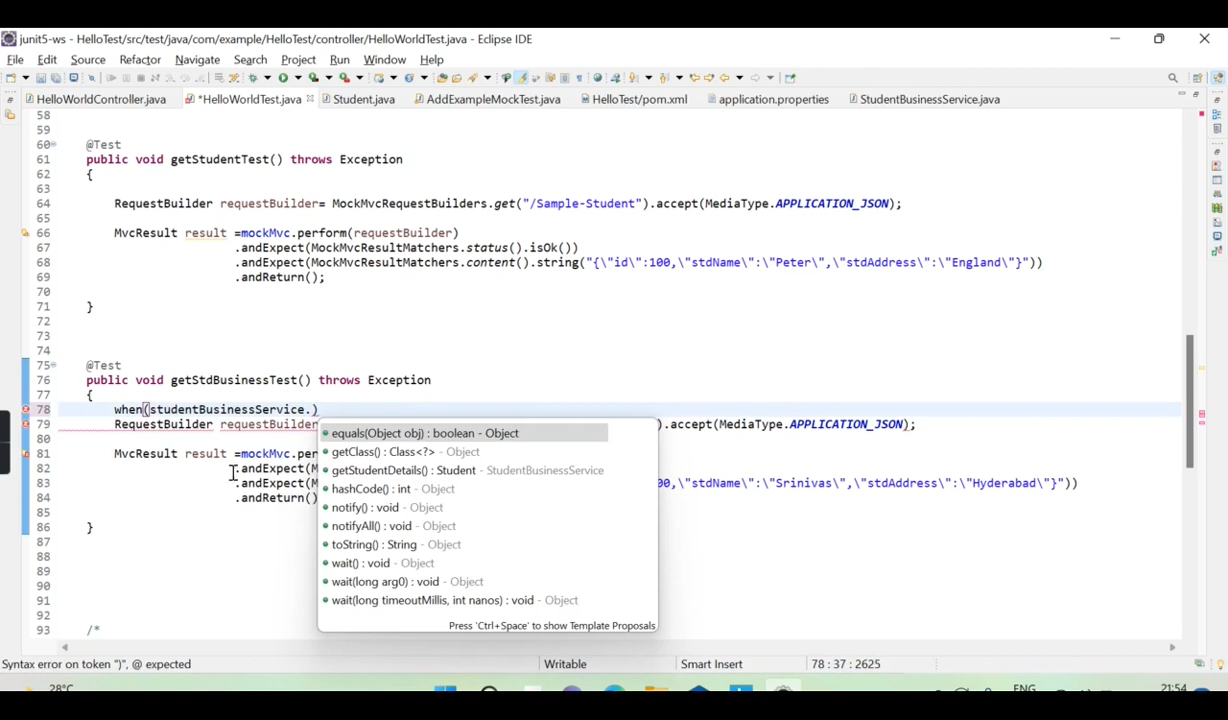 junit5-ws - HelloTest/src/test/java/com/example/HelloTest/controller/HelloWorldTest.java - Eclipse IDE
File Edit Source Refactor Navigate Search Project Run Window Help
HelloWorldController.java *HelloWorldTest.java Student.java AddExampleMockTest.java HelloTest/pom.xml application.properties StudentBusinessService.java
58
59
60 @Test
61 public void getStudentTest() throws Exception
62 {
63
64 RequestBuilder requestBuilder= MockMvcRequestBuilders.get("/Sample-Student").accept(MediaType.APPLICATION_JSON);
65
66 MvcResult result =mockMvc.perform(requestBuilder)
67 .andExpect(MockMvcResultMatchers.status().isOk())
68 .andExpect(MockMvcResultMatchers.content().string("{\"id\":100,\"stdName\":\"Peter\",\"stdAddress\":\"England\"}"))
69 .andReturn();
70
71 }
72
73
74
75 @Test
76 public void getStdBusinessTest() throws Exception
77 {
78 when(studentBusinessService.)
79 RequestBuilder requestBuilder ).accept(MediaType.APPLICATION_JSON);
80
81 MvcResult result =mockMvc.per
82 .andExpect(M
83 .andExpect(M 00,\"stdName\":\"Srinivas\",\"stdAddress\":\"Hyderabad\"}"))
84 .andReturn()
85
86 }
87
88
89
90
91
92
93 /*
equals(Object obj) : boolean - Object
getClass() : Class<?> - Object
getStudentDetails() : Student - StudentBusinessService
hashCode() : int - Object
notify() : void - Object
notifyAll() : void - Object
toString() : String - Object
wait() : void - Object
wait(long arg0) : void - Object
wait(long timeoutMillis, int nanos) : void - Object
Press 'Ctrl+Space' to show Template Proposals
Syntax error on token ")", @ expected Writable Smart Insert 78 : 37 : 2625
28°C ENG 21:54